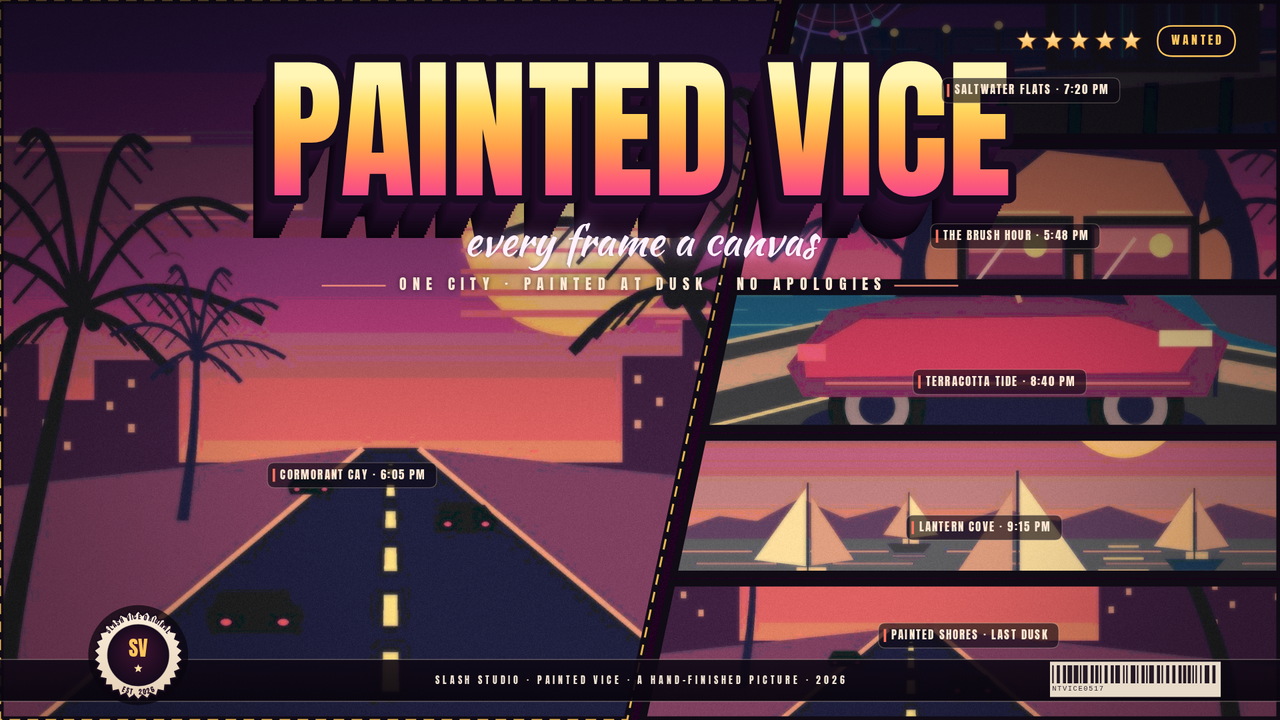 WANTED
PAINTED VICE
SALTWATER FLATS · 7:20 PM
every frame a canvas
THE BRUSH HOUR · 5:48 PM
ONE CITY · PAINTED AT DUSK · NO APOLOGIES
TERRACOTTA TIDE · 8:40 PM
CORMORANT CAY · 6:05 PM
LANTERN COVE · 9:15 PM
PAINTED SHORES · LAST DUSK
SV
EST. 2026
SLASH STUDIO · PAINTED VICE · A HAND-FINISHED PICTURE · 2026
NTVICE0517